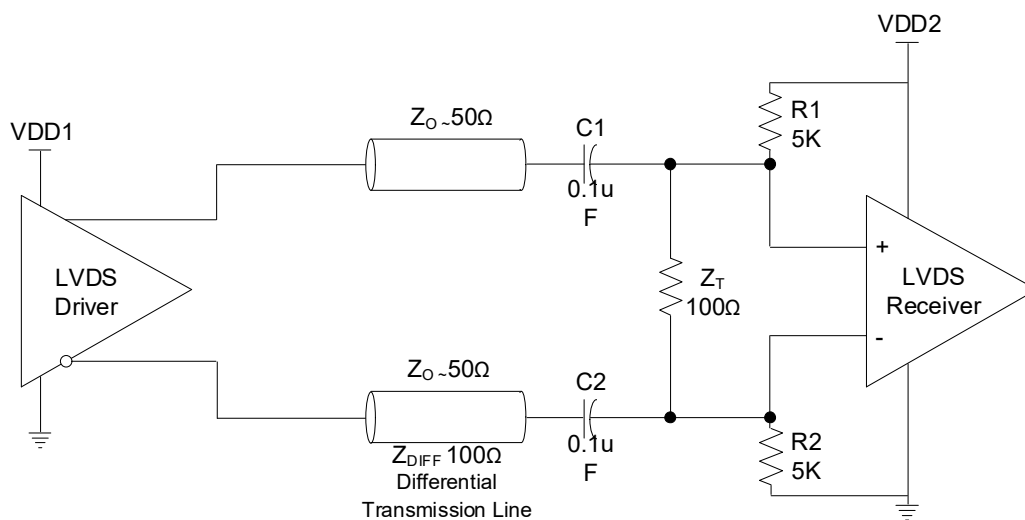 VDD2
Z_O ~50Ω
C1
R1
5K
VDD1
0.1u
F
+
LVDS
Driver
Z_T
100Ω
LVDS
Receiver
-
Z_O ~50Ω
C2
R2
5K
0.1u
F
Z_DIFF 100Ω
Differential
Transmission Line